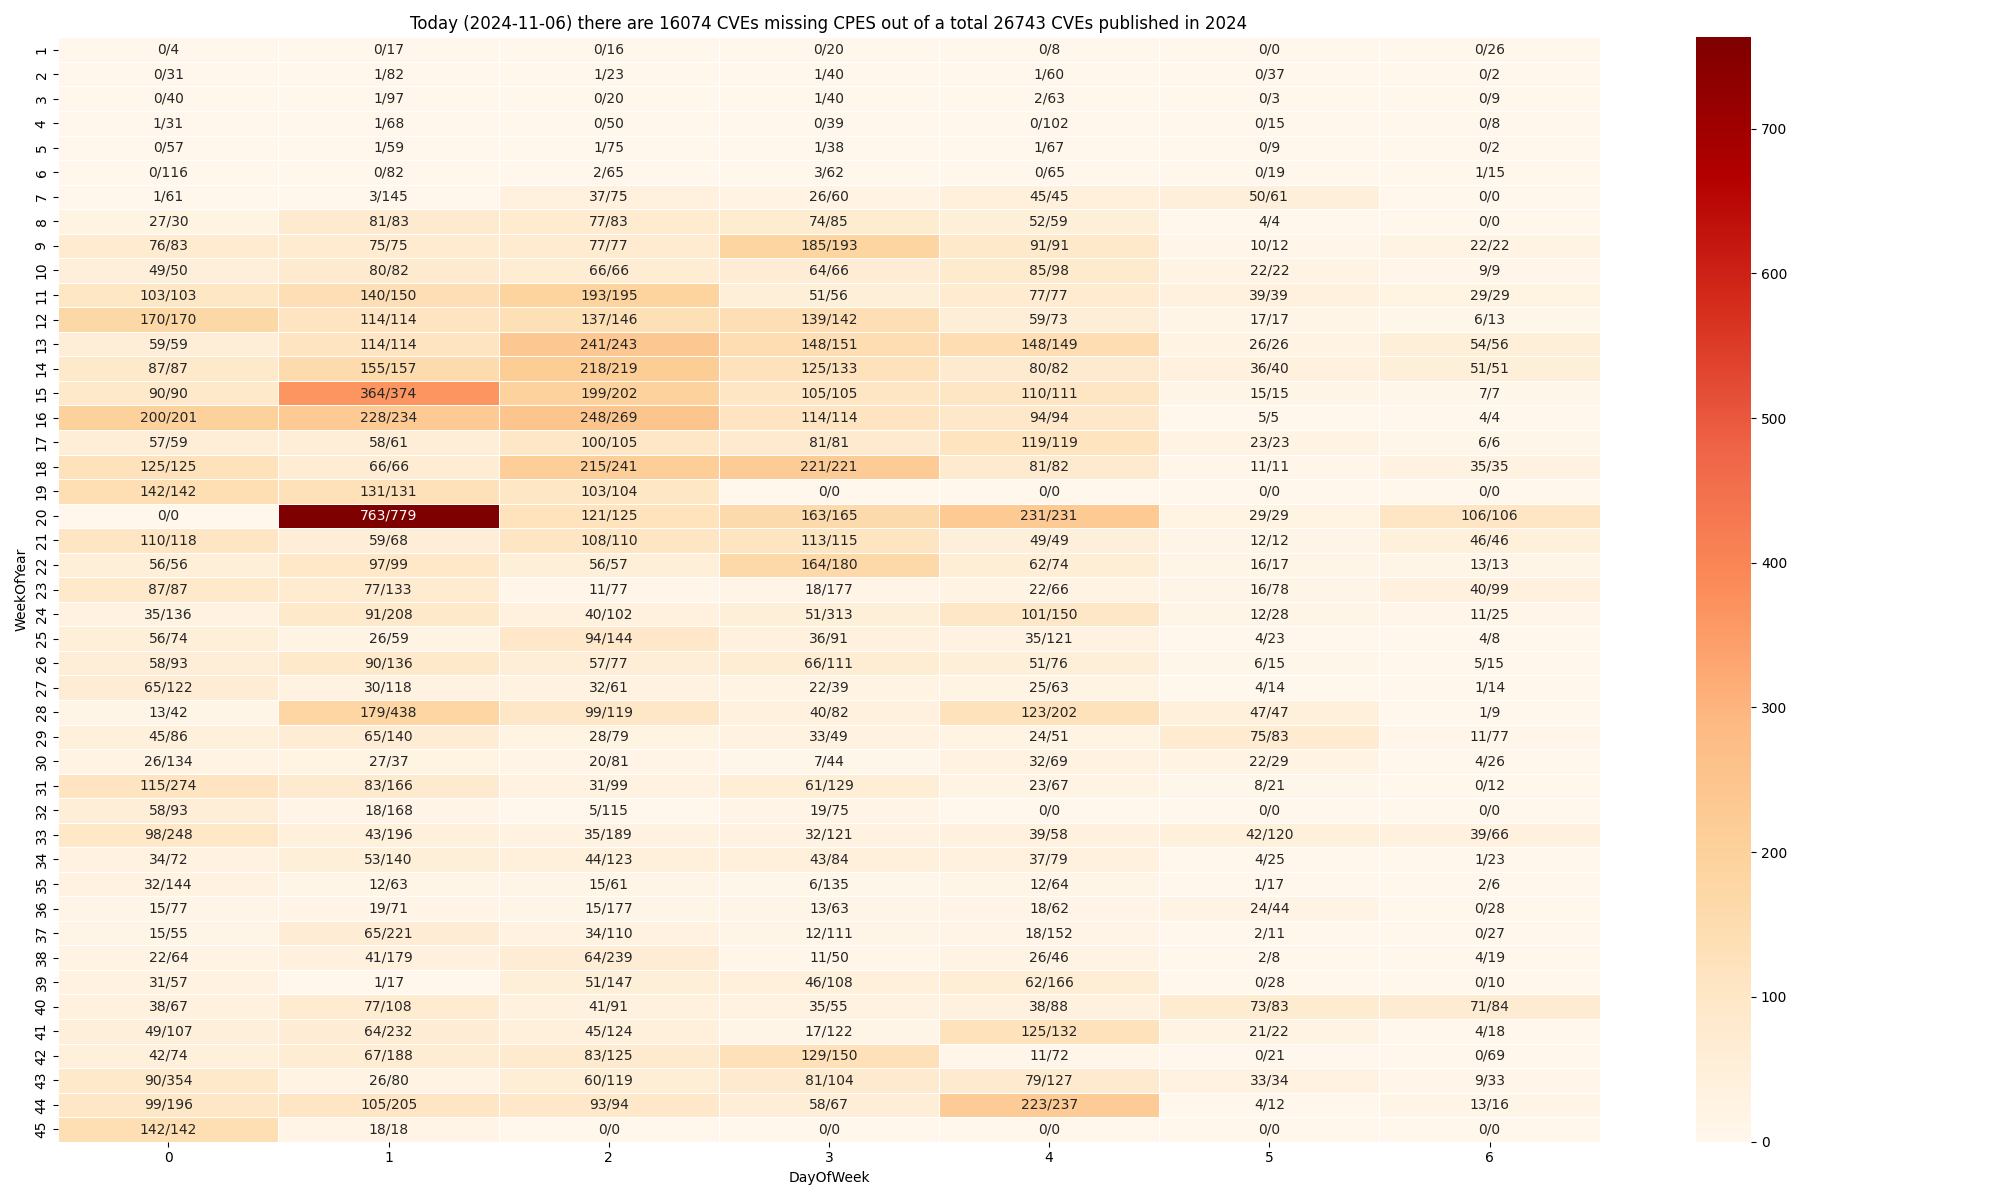 Today (2024-11-06) there are 16074 CVEs missing CPES out of a total 26743 CVEs published in 2024
1 0/4 0/17 0/16 0/20 0/8 0/0 0/26
2 0/31 1/82 1/23 1/40 1/60 0/37 0/2
3 0/40 1/97 0/20 1/40 2/63 0/3 0/9
4 1/31 1/68 0/50 0/39 0/102 0/15 0/8
5 0/57 1/59 1/75 1/38 1/67 0/9 0/2
6 0/116 0/82 2/65 3/62 0/65 0/19 1/15
7 1/61 3/145 37/75 26/60 45/45 50/61 0/0
8 27/30 81/83 77/83 74/85 52/59 4/4 0/0
9 76/83 75/75 77/77 185/193 91/91 10/12 22/22
10 49/50 80/82 66/66 64/66 85/98 22/22 9/9
11 103/103 140/150 193/195 51/56 77/77 39/39 29/29
12 170/170 114/114 137/146 139/142 59/73 17/17 6/13
13 59/59 114/114 241/243 148/151 148/149 26/26 54/56
14 87/87 155/157 218/219 125/133 80/82 36/40 51/51
15 90/90 364/374 199/202 105/105 110/111 15/15 7/7
16 200/201 228/234 248/269 114/114 94/94 5/5 4/4
17 57/59 58/61 100/105 81/81 119/119 23/23 6/6
18 125/125 66/66 215/241 221/221 81/82 11/11 35/35
19 142/142 131/131 103/104 0/0 0/0 0/0 0/0
20 0/0 763/779 121/125 163/165 231/231 29/29 106/106
21 110/118 59/68 108/110 113/115 49/49 12/12 46/46
22 56/56 97/99 56/57 164/180 62/74 16/17 13/13
23 87/87 77/133 11/77 18/177 22/66 16/78 40/99
24 35/136 91/208 40/102 51/313 101/150 12/28 11/25
25 56/74 26/59 94/144 36/91 35/121 4/23 4/8
26 58/93 90/136 57/77 66/111 51/76 6/15 5/15
27 65/122 30/118 32/61 22/39 25/63 4/14 1/14
28 13/42 179/438 99/119 40/82 123/202 47/47 1/9
29 45/86 65/140 28/79 33/49 24/51 75/83 11/77
30 26/134 27/37 20/81 7/44 32/69 22/29 4/26
31 115/274 83/166 31/99 61/129 23/67 8/21 0/12
32 58/93 18/168 5/115 19/75 0/0 0/0 0/0
33 98/248 43/196 35/189 32/121 39/58 42/120 39/66
34 34/72 53/140 44/123 43/84 37/79 4/25 1/23
35 32/144 12/63 15/61 6/135 12/64 1/17 2/6
36 15/77 19/71 15/177 13/63 18/62 24/44 0/28
37 15/55 65/221 34/110 12/111 18/152 2/11 0/27
38 22/64 41/179 64/239 11/50 26/46 2/8 4/19
39 31/57 1/17 51/147 46/108 62/166 0/28 0/10
40 38/67 77/108 41/91 35/55 38/88 73/83 71/84
41 49/107 64/232 45/124 17/122 125/132 21/22 4/18
42 42/74 67/188 83/125 129/150 11/72 0/21 0/69
43 90/354 26/80 60/119 81/104 79/127 33/34 9/33
44 99/196 105/205 93/94 58/67 223/237 4/12 13/16
45 142/142 18/18 0/0 0/0 0/0 0/0 0/0
0 1 2 3 4 5 6
DayOfWeek
WeekOfYear
700
600
500
400
300
200
100
0